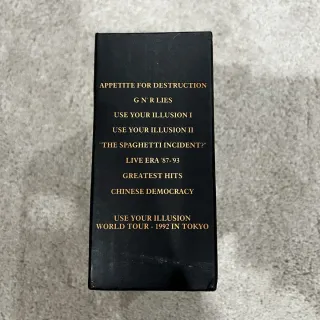 APPETITE FOR DESTRUCTION
G N' R LIES
USE YOUR ILLUSION I
USE YOUR ILLUSION II
"THE SPAGHETTI INCIDENT?"
LIVE ERA '87-'93
GREATEST HITS
CHINESE DEMOCRACY
USE YOUR ILLUSION
WORLD TOUR - 1992 IN TOKYO